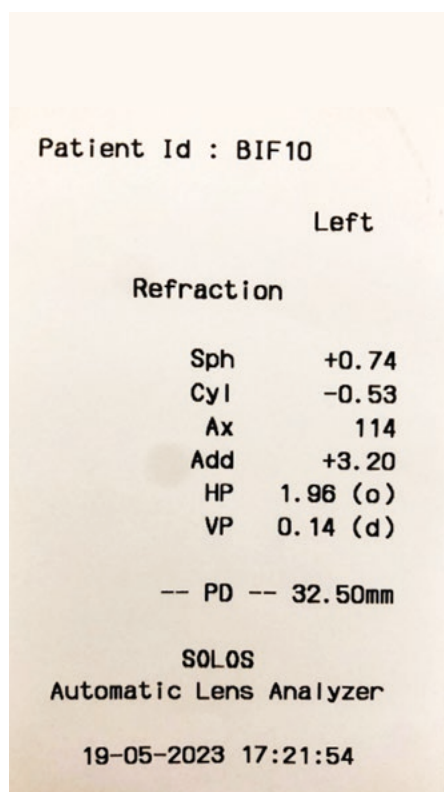 Patient Id : BIF10
Left
Refraction
Sph +0.74
Cyl -0.53
Ax 114
Add +3.20
HP 1.96 (o)
VP 0.14 (d)
-- PD -- 32.50mm
SOLOS
Automatic Lens Analyzer
19-05-2023 17:21:54